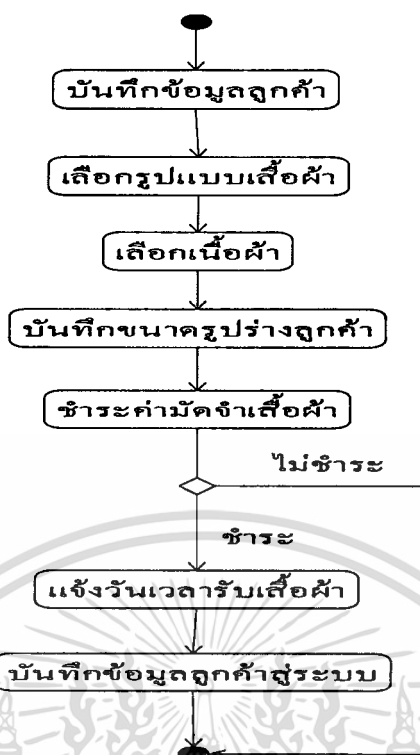 บันทึกข้อมูลลูกค้า
เลือกรูปแบบเสื้อผ้า
เลือกเนื้อผ้า
บันทึกขนาดรูปร่างลูกค้า
ชำระค่ามัดจำเสื้อผ้า
ไม่ชำระ
ชำระ
แจ้งวันเวลารับเสื้อผ้า
บันทึกข้อมูลลูกค้าสู่ระบบ